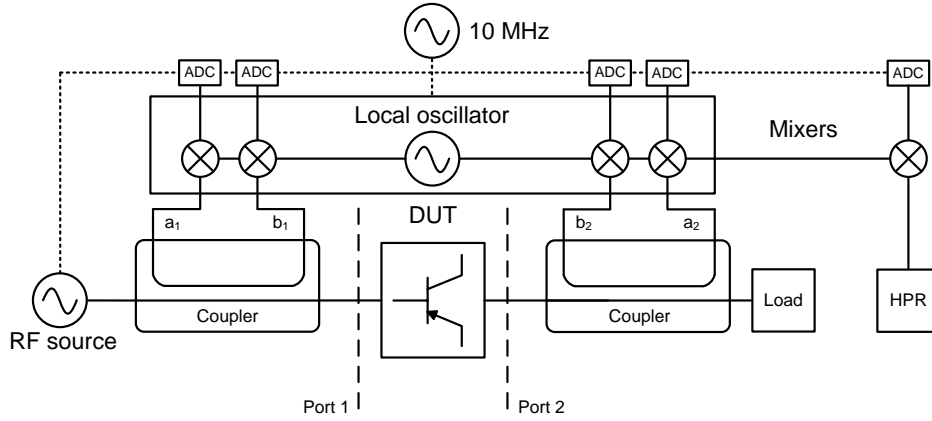 10 MHz
ADC
ADC
ADC
ADC
ADC
Local oscillator
Mixers
a1
b1
DUT
b2
a2
Coupler
Coupler
Load
HPR
RF source
Port 1
Port 2